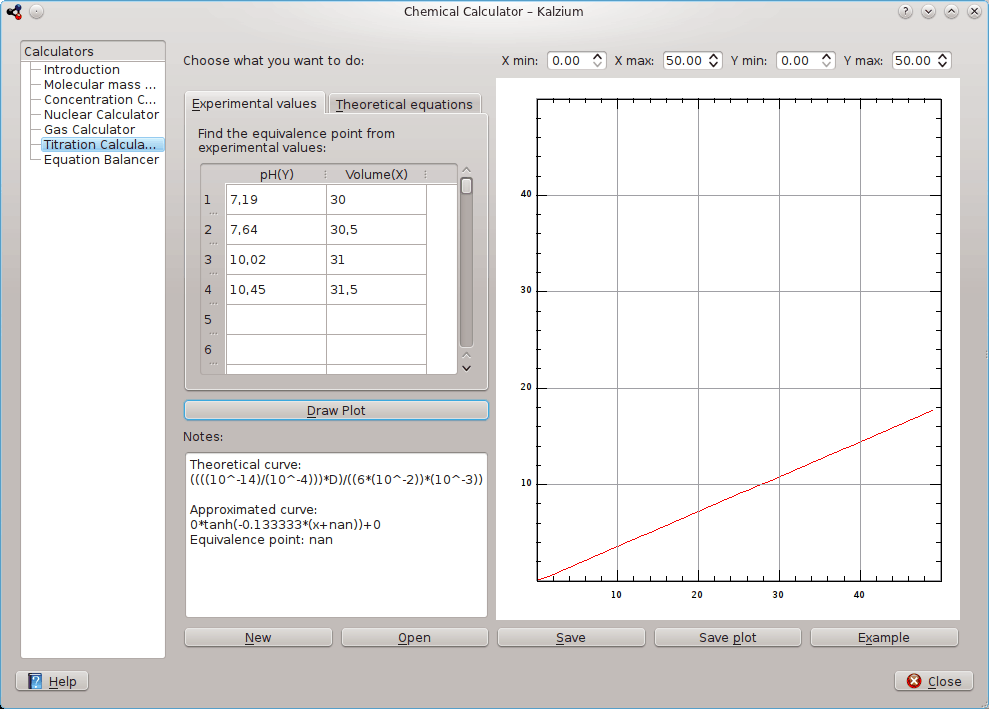 Chemical Calculator – Kalzium
Calculators
Introduction
Molecular mass ...
Concentration C...
Nuclear Calculator
Gas Calculator
Titration Calcula...
Equation Balancer
Choose what you want to do:
Experimental values
Theoretical equations
Find the equivalence point from
experimental values:
pH(Y) Volume(X)
1 7,19 30
2 7,64 30,5
3 10,02 31
4 10,45 31,5
5
6
Draw Plot
Notes:
Theoretical curve:
((((10^-14)/(10^-4)))*D)/((6*(10^-2))*(10^-3))
Approximated curve:
0*tanh(-0.133333*(x+nan))+0
Equivalence point: nan
X min: 0.00 X max: 50.00 Y min: 0.00 Y max: 50.00
40
30
20
10
10 20 30 40
New Open Save Save plot Example
? Help
Close